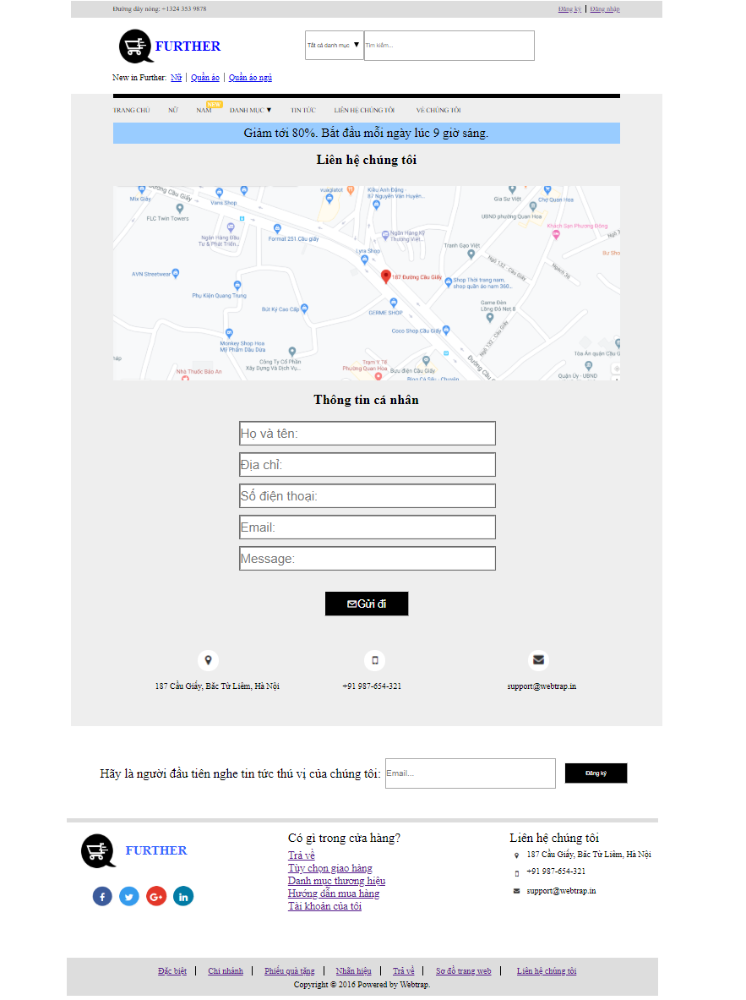 Đường dây nóng: +1324 353 9878
Đăng ký | Đăng nhập
FURTHER
Tất cả danh mục ▼
Tìm kiếm...
New in Further: Nữ | Quần áo | Quần áo ngủ
TRANG CHỦ NỮ NAM NEW DANH MỤC ▼ TIN TỨC LIÊN HỆ CHÚNG TÔI VỀ CHÚNG TÔI
Giảm tới 80%. Bắt đầu mỗi ngày lúc 9 giờ sáng.
Liên hệ chúng tôi
Đường Cầu Giấy
vuagiatot
Kiều Anh Đặng -
87 Nguyễn Văn Huyên...
Mix Giày
Vans Shop
Gia Sư Việt
Chợ Quan Hoa
FLC Twin Towers
UBND phường Quan Hoa
Ngân Hàng Đầu
Tư & Phát Triển...
Format 251 Cầu giấy
Ngân Hàng Kỹ
Thương Việt...
Khách Sạn Phương Đông
Lyra Shop
Tranh Gạo Việt
Ngõ 132 - Cầu Giấy
Ngách 36
AVN Streetwear
187 Đường Cầu Giấy
Shop Thời trang nam,
shop quần áo nam 360...
Phụ Kiện Quang Trung
Bút Ký Cao Cấp
GERME SHOP
Game Đèn
Lồng Đỏ Net 8
Coco Shop Cầu Giấy
Monkey Shop Hoa
Mỹ Phẩm Dầu Dừa
Ngõ 132 - Cầu Giấy
Công Ty Cổ Phần
Xây Dựng Và Dịch Vụ...
Trạm Y Tế
Phường Quan Hoa
Bưu điện Cầu Giấy
Đường Cầu
Tòa Án quận Cầu G
Nhà Thuốc Bảo An
Quận Ủy - UBND
Thông tin cá nhân
Họ và tên:
Địa chỉ:
Số điện thoại:
Email:
Message:
Gửi đi
187 Cầu Giấy, Bắc Từ Liêm, Hà Nội
+91 987-654-321
support@webtrap.in
Hãy là người đầu tiên nghe tin tức thú vị của chúng tôi:
Email...
Đăng ký
FURTHER
Có gì trong cửa hàng?
Trả về
Tùy chọn giao hàng
Danh mục thương hiệu
Hướng dẫn mua hàng
Tài khoản của tôi
Liên hệ chúng tôi
187 Cầu Giấy, Bắc Từ Liêm, Hà Nội
+91 987-654-321
support@webtrap.in
Đặc biệt | Chi nhánh | Phiếu quà tặng | Nhãn hiệu | Trả về | Sơ đồ trang web | Liên hệ chúng tôi
Copyright © 2016 Powered by Webtrap.